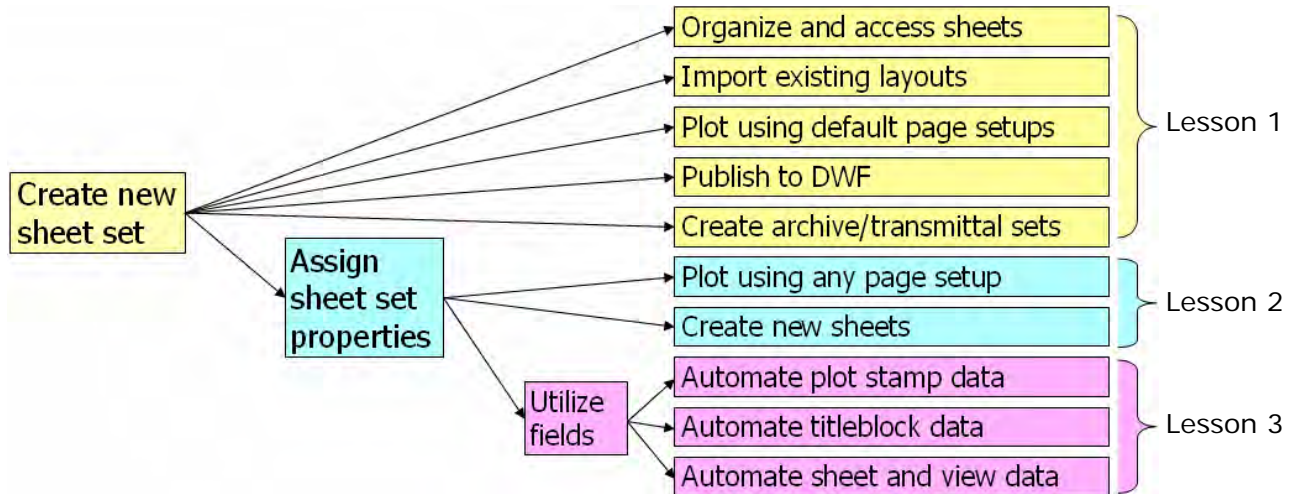 Organize and access sheets
Import existing layouts
Plot using default page setups
Publish to DWF
Create archive/transmittal sets
Lesson 1
Create new
sheet set
Assign
sheet set
properties
Plot using any page setup
Create new sheets
Lesson 2
Utilize
fields
Automate plot stamp data
Automate titleblock data
Automate sheet and view data
Lesson 3